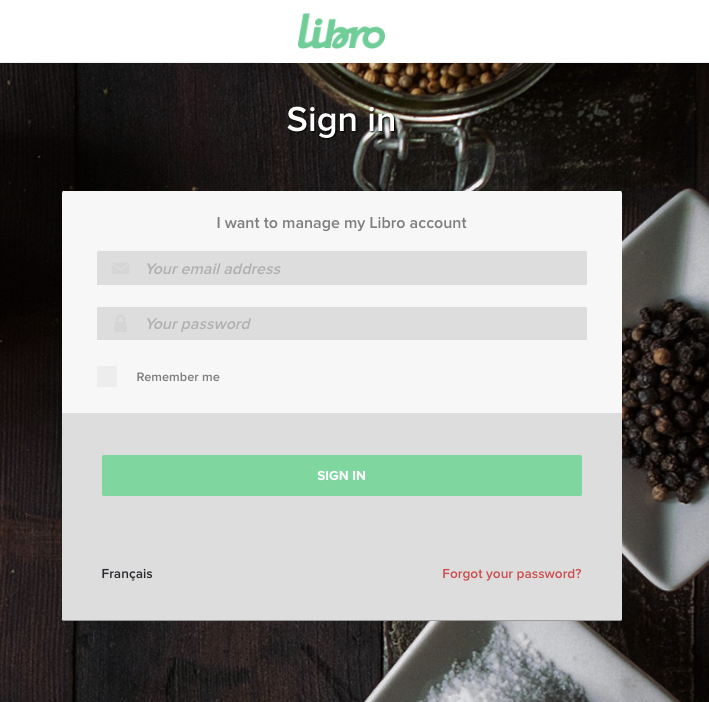 Libro
Sign in
I want to manage my Libro account
Your email address
Your password
Remember me
SIGN IN
Français
Forgot your password?